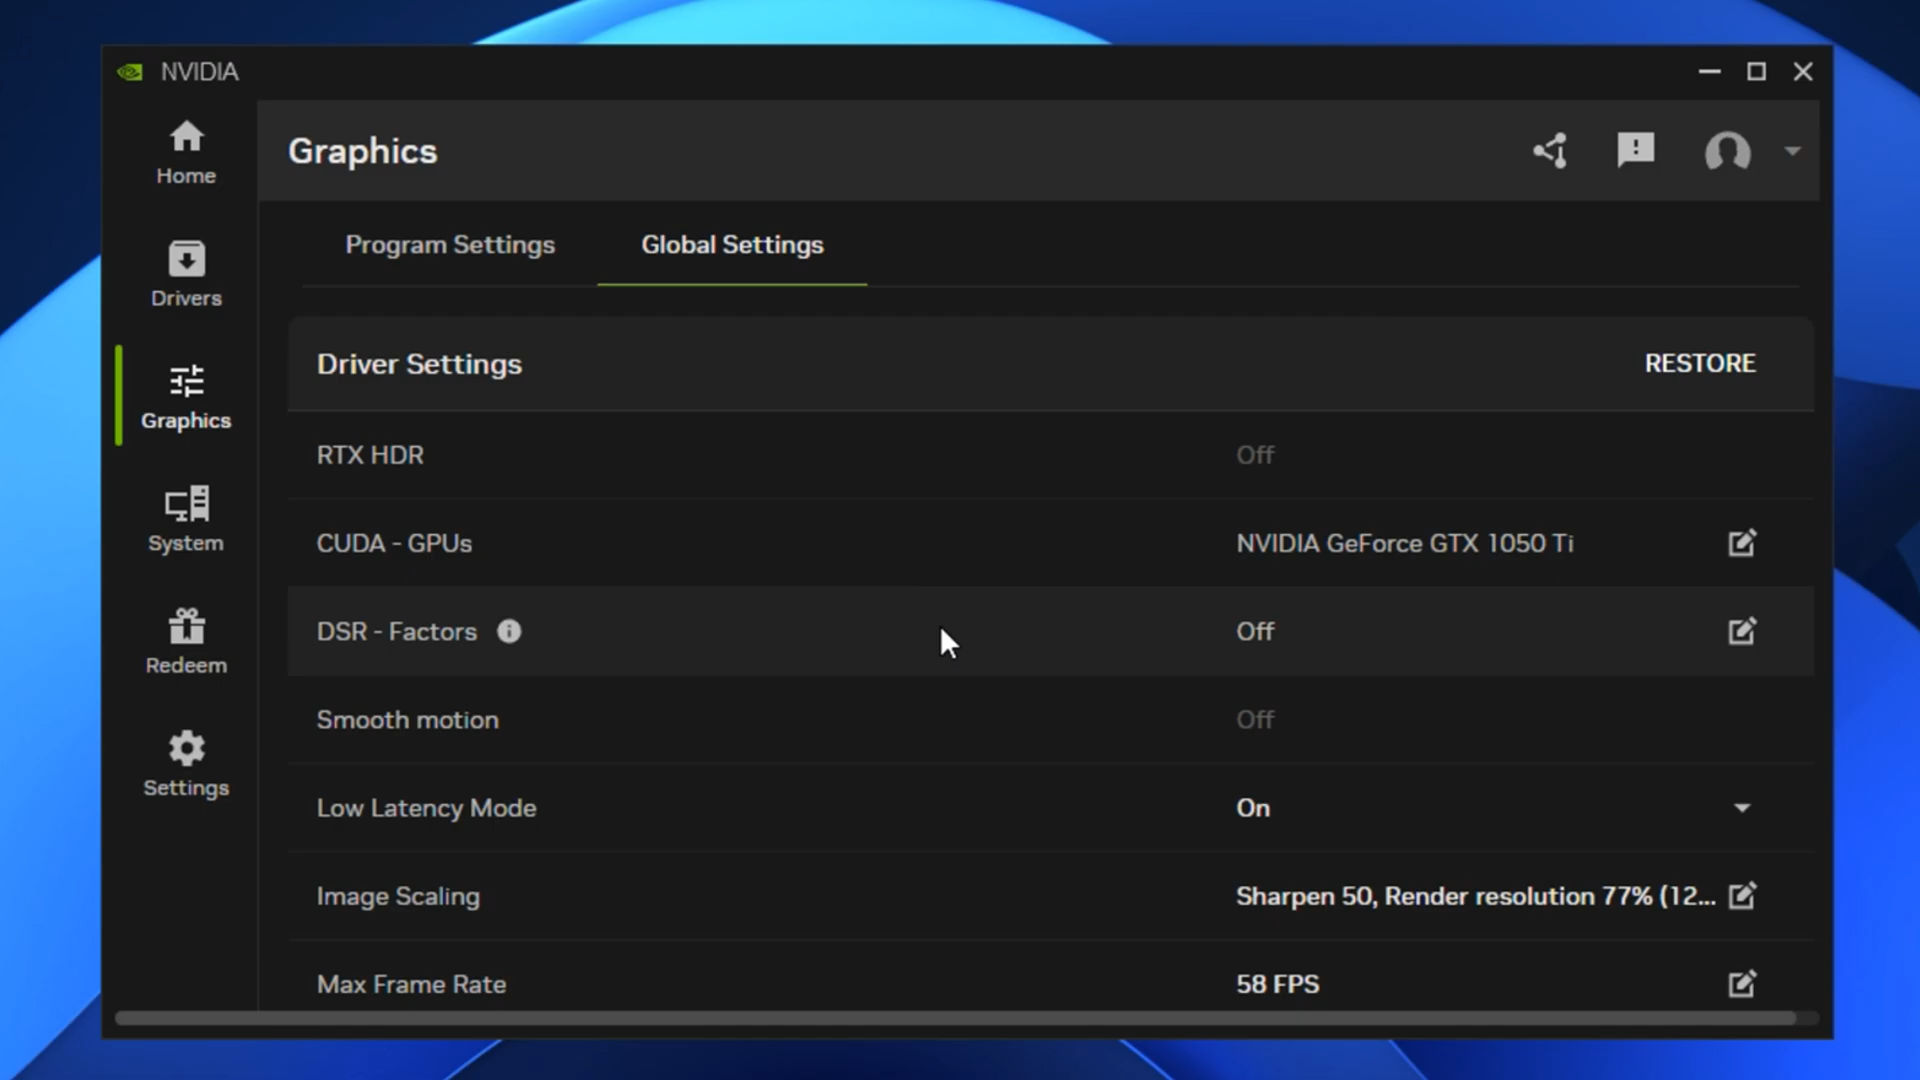 NVIDIA
Home
Drivers
Graphics
System
Redeem
Settings
Graphics
Program Settings
Global Settings
Driver Settings
RESTORE
RTX HDR
Off
CUDA - GPUs
NVIDIA GeForce GTX 1050 Ti
DSR - Factors
Off
Smooth motion
Off
Low Latency Mode
On
Image Scaling
Sharpen 50, Render resolution 77% (12...
Max Frame Rate
58 FPS